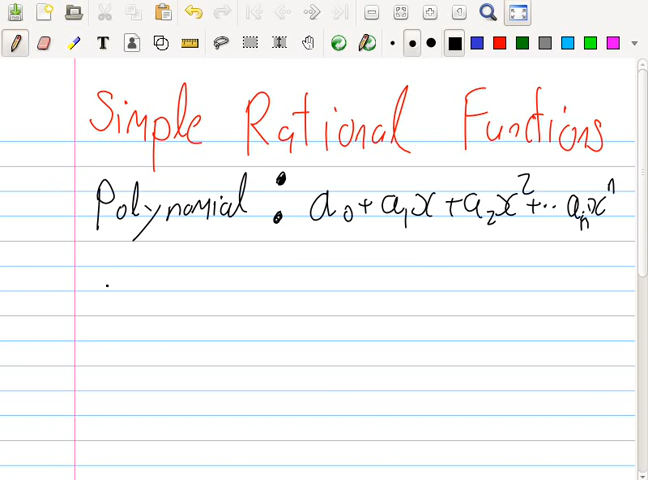 Simple Rational Functions
Polynomial : a₀ + a₁x + a₂x² + ·· aₙxⁿ